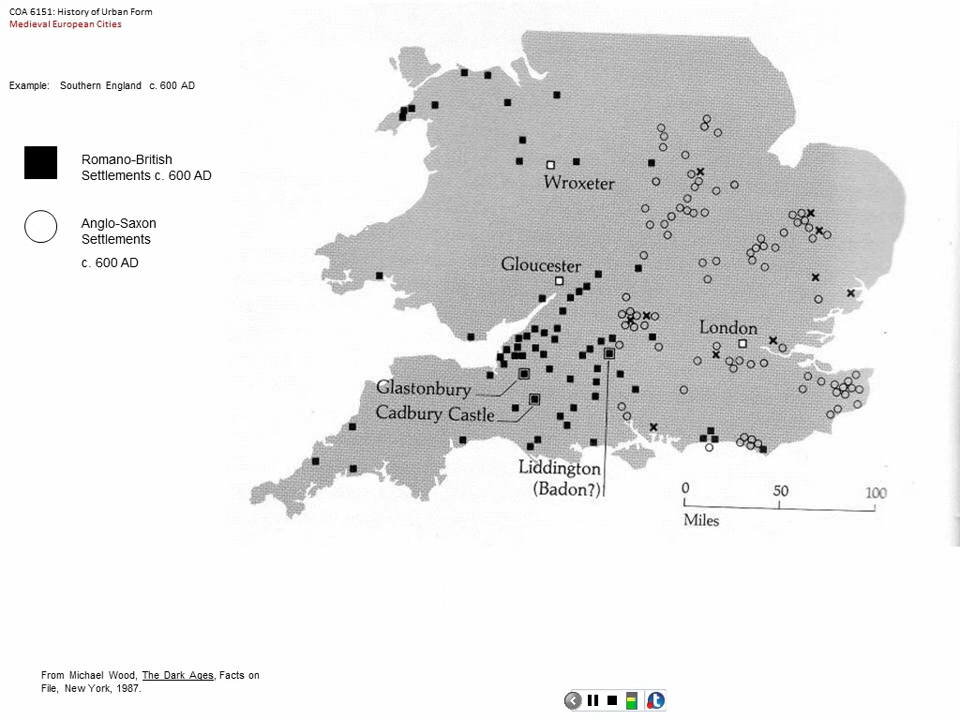 COA 6151: History of Urban Form
Medieval European Cities
Example: Southern England c. 600 AD
Romano-British
Settlements c. 600 AD
Anglo-Saxon
Settlements
c. 600 AD
Wroxeter
Gloucester
London
Glastonbury
Cadbury Castle
Liddington
(Badon?)
0 50 100
Miles
From Michael Wood, The Dark Ages, Facts on
File, New York, 1987.
t